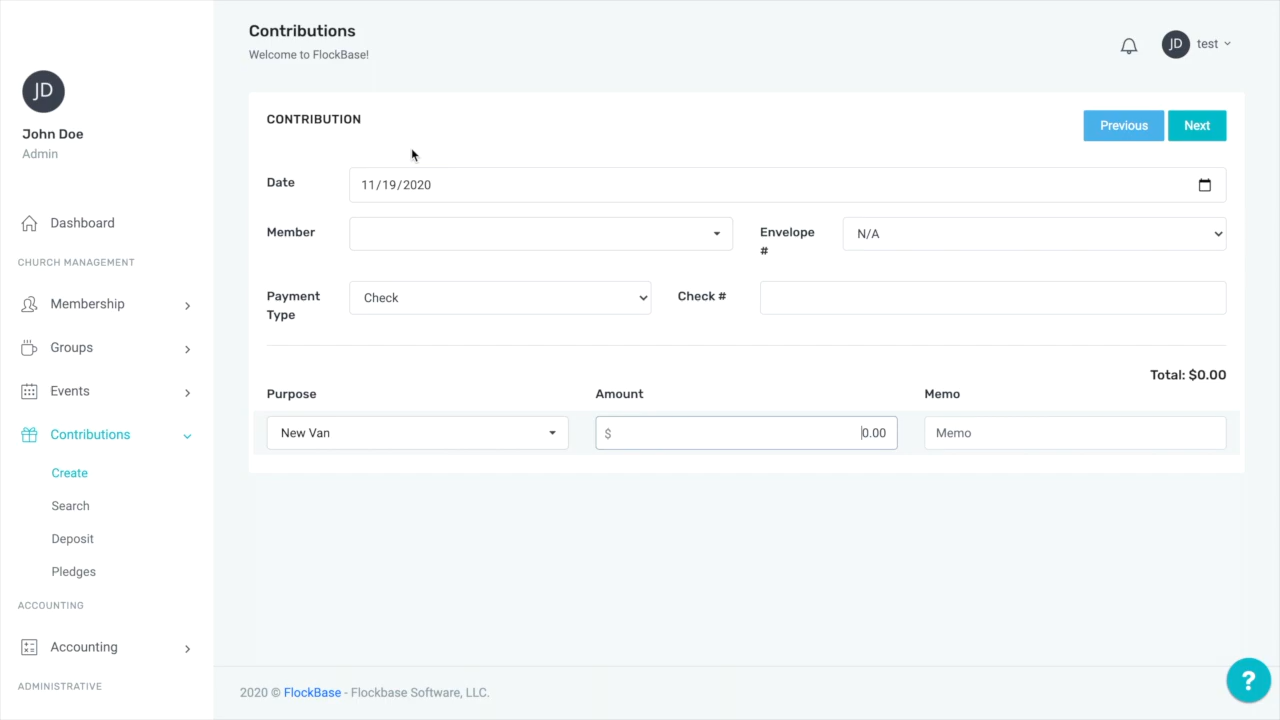 Contributions
Welcome to FlockBase!
JD
test
JD
John Doe
Admin
Dashboard
CHURCH MANAGEMENT
Membership
Groups
Events
Contributions
Create
Search
Deposit
Pledges
ACCOUNTING
Accounting
ADMINISTRATIVE
CONTRIBUTION
Previous
Next
Date
11/19/2020
Member
Envelope
#
N/A
Payment
Type
Check
Check #
Total: $0.00
Purpose
Amount
Memo
New Van
$
0.00
Memo
2020 © FlockBase - Flockbase Software, LLC.
?